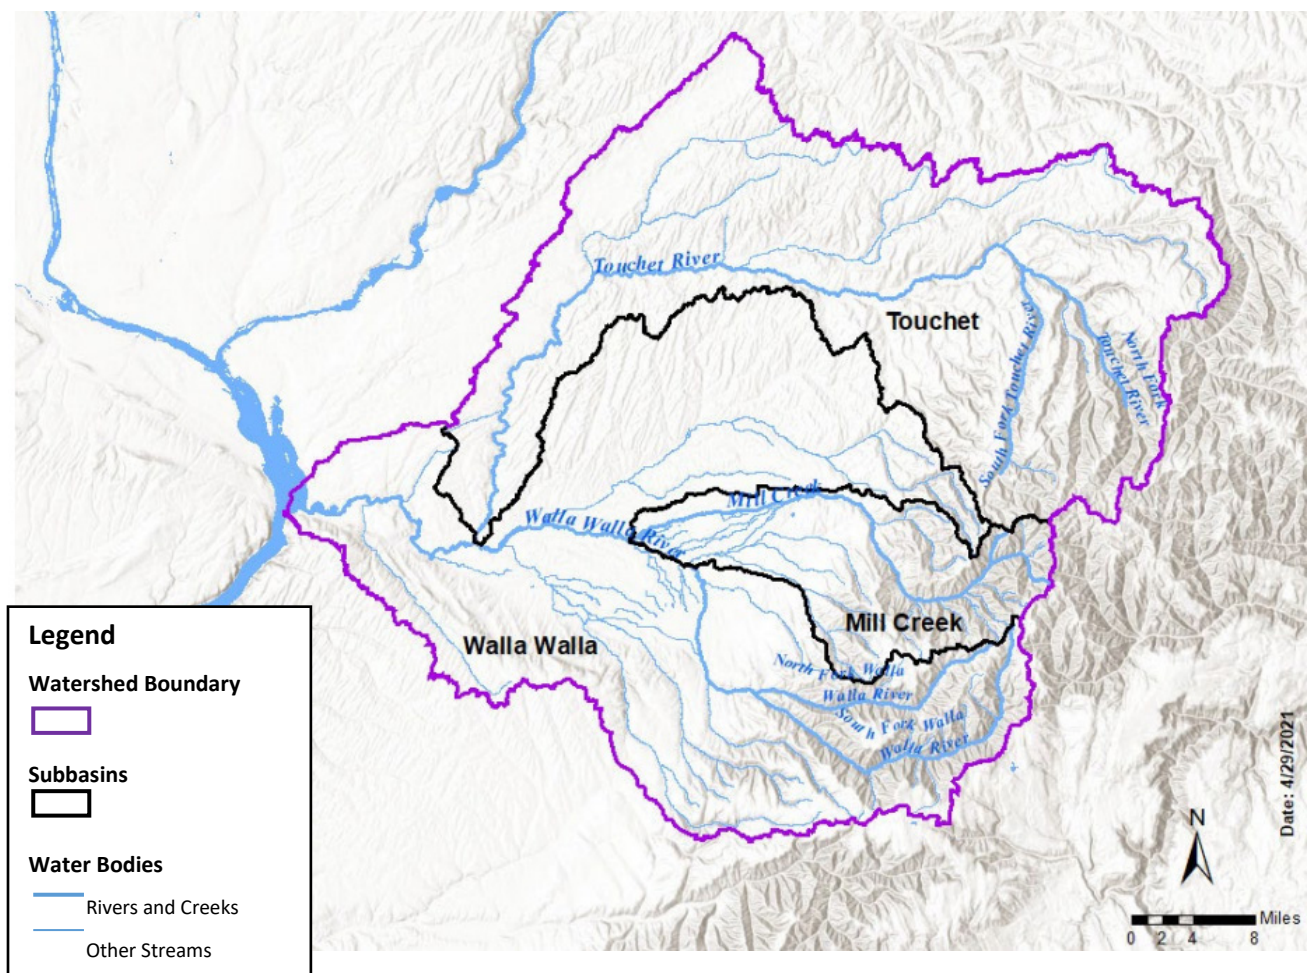 Touchet River
Touchet
South Fork Touchet River
North Fork
Touchet River
Mill Creek
Walla Walla River
Mill Creek
Walla Walla
North Fork Walla
Walla River
South Fork Walla
Walla River
Legend
Watershed Boundary
Subbasins
Water Bodies
Rivers and Creeks
Other Streams
Date: 4/29/2021
N
Miles
0 2 4 8